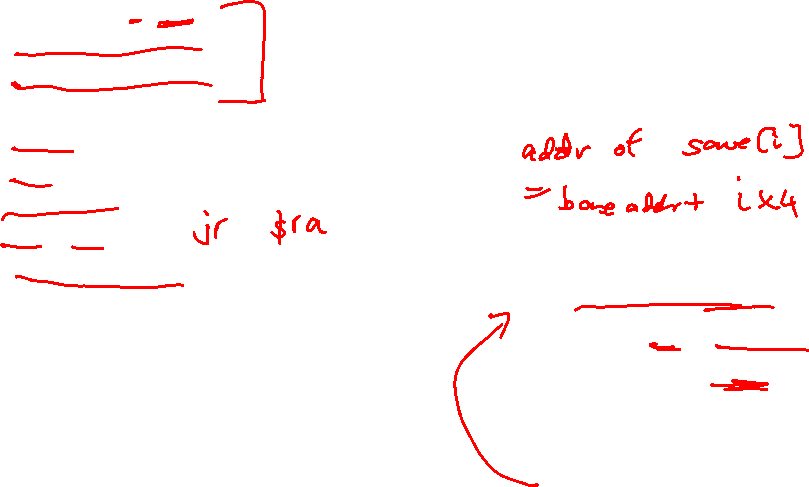 addr of save[i]
= base addr + i x 4
jr $ra